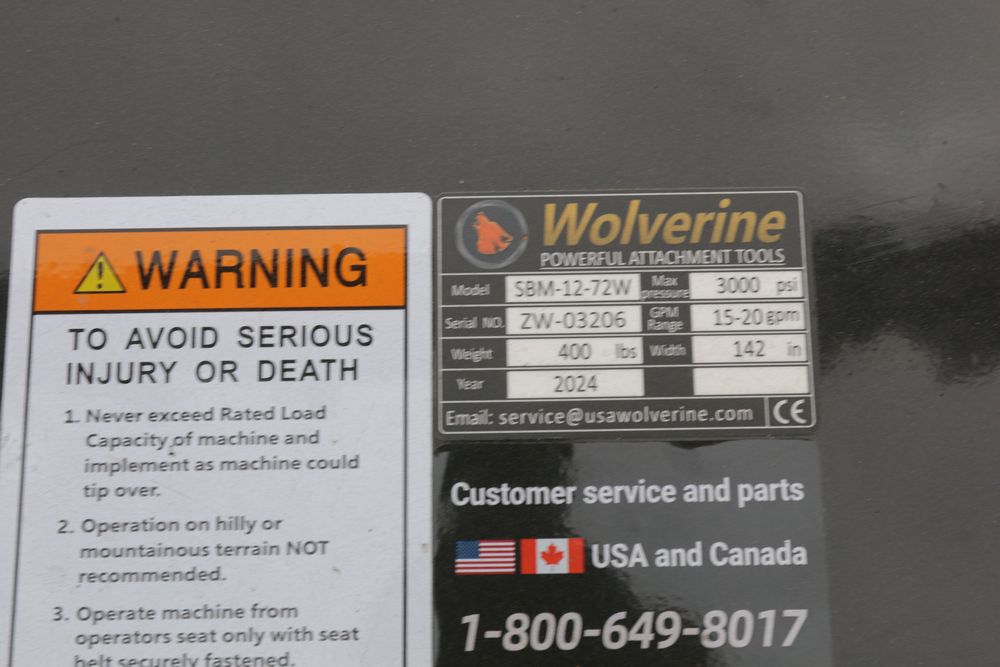 WARNING
TO AVOID SERIOUS
INJURY OR DEATH
1. Never exceed Rated Load
Capacity of machine and
implement as machine could
tip over.
2. Operation on hilly or
mountainous terrain NOT
recommended.
3. Operate machine from
operators seat only with seat
belt securely fastened.
Wolverine
POWERFUL ATTACHMENT TOOLS
Model SBM-12-72W Max pressure 3000 psi
Serial NO. ZW-03206 GPM Range 15-20 gpm
Weight 400 lbs Width 142 in
Year 2024
Email: service@usawolverine.com CE
Customer service and parts
USA and Canada
1-800-649-8017